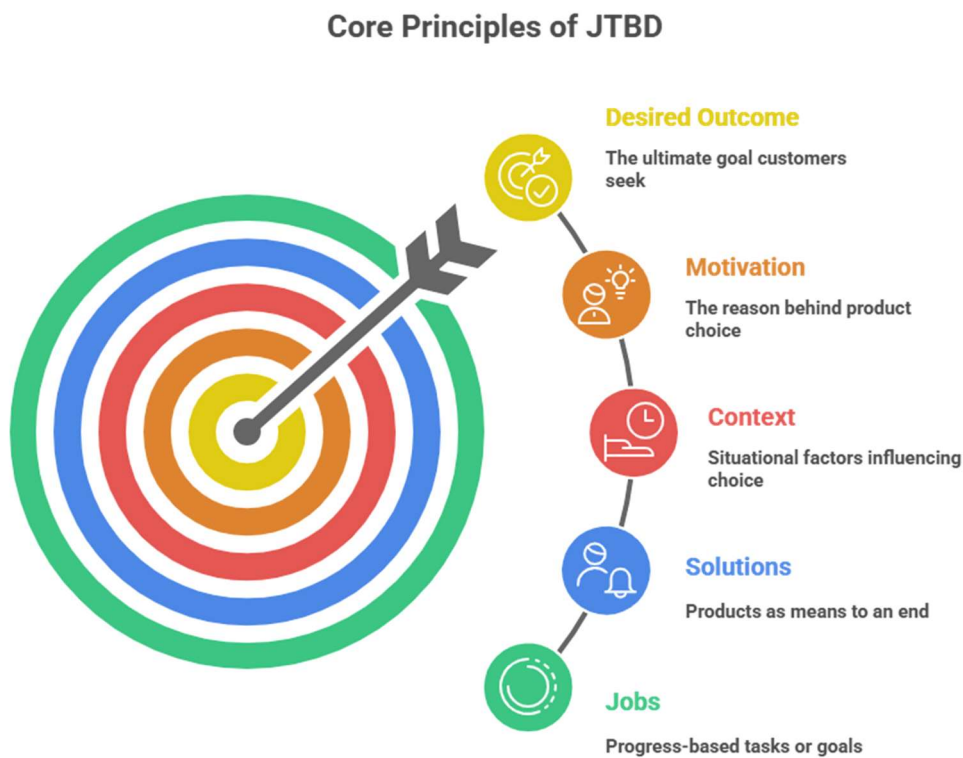 Core Principles of JTBD
Desired Outcome
The ultimate goal customers
seek
Motivation
The reason behind product
choice
Context
Situational factors influencing
choice
Solutions
Products as means to an end
Jobs
Progress-based tasks or goals